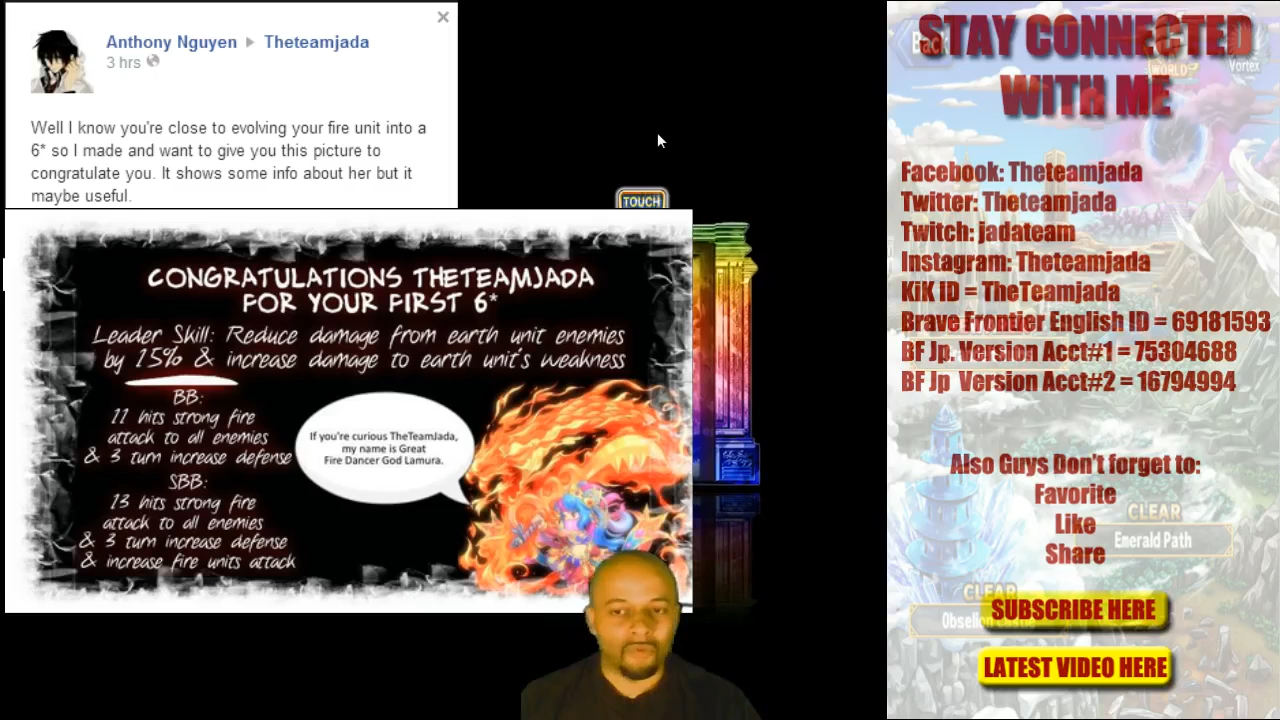 Anthony Nguyen ▶ Theteamjada
3 hrs
Well I know you're close to evolving your fire unit into a
6* so I made and want to give you this picture to
congratulate you. It shows some info about her but it
maybe useful.
TOUCH
CONGRATULATIONS THETEAMJADA
FOR YOUR FIRST 6*
Leader Skill: Reduce damage from earth unit enemies
by 15% & increase damage to earth unit's weakness
BB:
11 hits strong fire
attack to all enemies
& 3 turn increase defense
SBB:
13 hits strong fire
attack to all enemies
& 3 turn increase defense
& increase fire units attack
If you're curious TheTeamJada,
my name is Great
Fire Dancer God Lamura.
STAY CONNECTED
WITH ME
Back
WORLD
Vortex
Facebook: Theteamjada
Twitter: Theteamjada
Twitch: jadateam
Instagram: Theteamjada
KiK ID = TheTeamjada
Brave Frontier English ID = 69181593
BF Jp. Version Acct#1 = 75304688
BF Jp Version Acct#2 = 16794994
Also Guys Don't forget to:
Favorite
Like
Share
CLEAR
Emerald Path
CLEAR
SUBSCRIBE HERE
LATEST VIDEO HERE